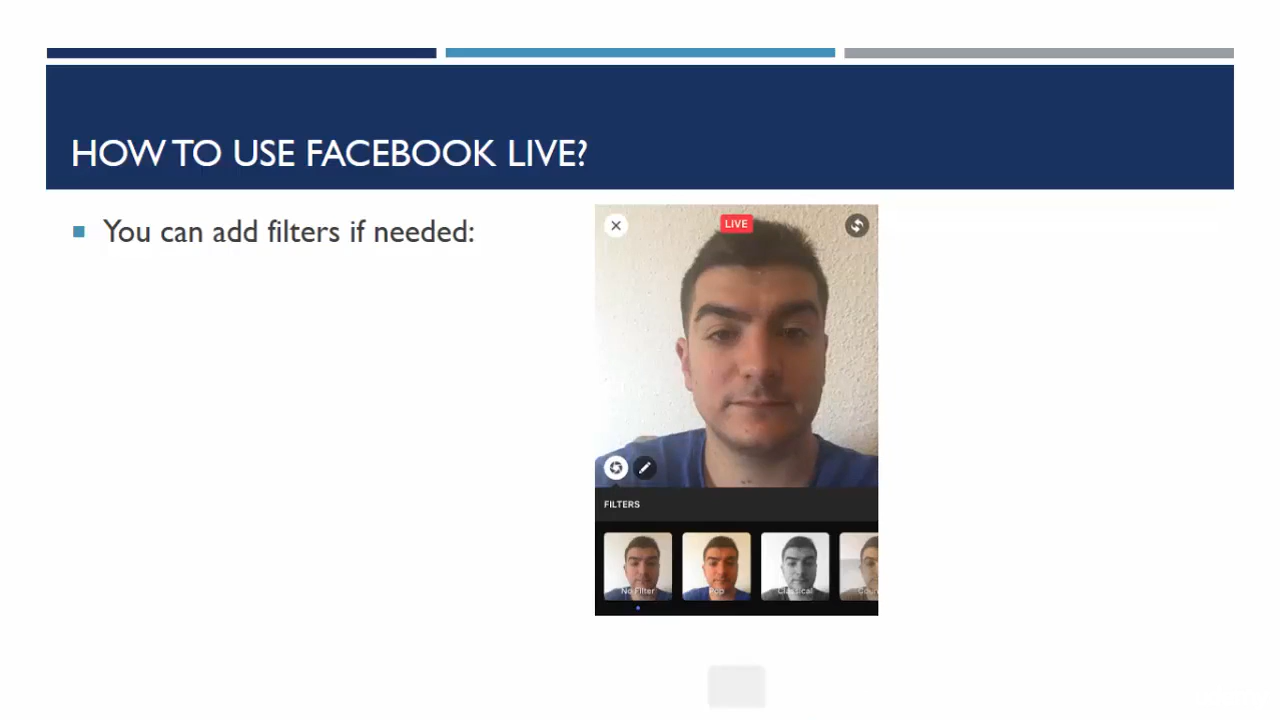 HOW TO USE FACEBOOK LIVE?
You can add filters if needed:
LIVE
FILTERS
No Filter
Pop
Classical